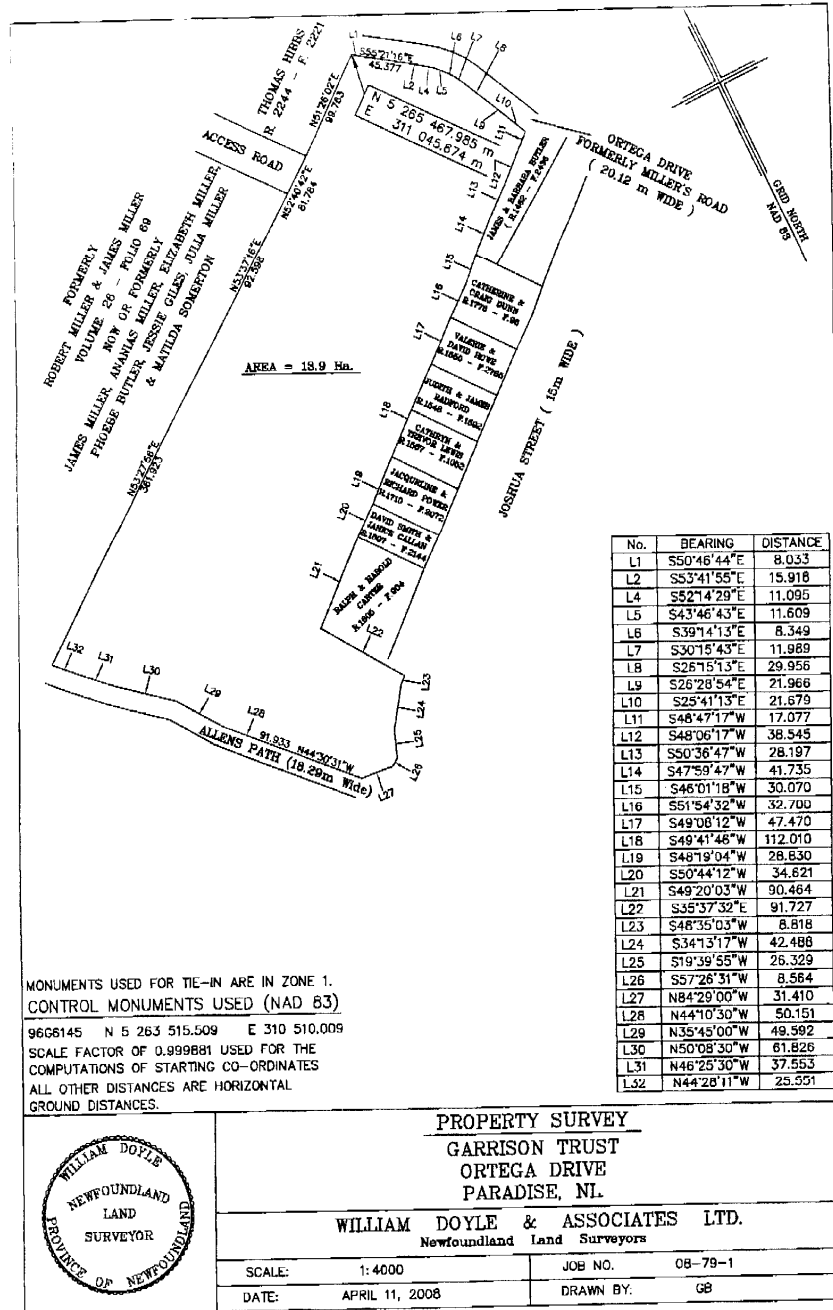 L1
S55°21'16"E
45.377
L2
L4
L5
L6
L7
L8
L9
L10
L11
L12
L13
L14
L15
L16
L17
L18
L19
L20
L21
L22
L23
L24
L25
L26
L27
L28
L29
L30
L31
L32
THOMAS HIBBS
R. 2244 - F. 2221
N51°26'02"E
99.763
N 5 265 467.985 m
E 311 045.674 m
ACCESS ROAD
N52°40'42"E
81.784
N53°37'16"E
92.598
N53°27'58"E
361.923
FORMERLY
ROBERT MILLER & JAMES MILLER
VOLUME 26 - FOLIO 69
NOW OR FORMERLY
JAMES MILLER, ANANIAS MILLER, ELIZABETH MILLER,
PHOEBE BUTLER, JESSIE GILES, JULIA MILLER
& MATILDA SOMERTON
AREA = 13.9 Ha.
ORTEGA DRIVE
FORMERLY MILLER'S ROAD
( 20.12 m WIDE )
GRID NORTH
NAD 83
JAMES & BARBARA BUTLER
CATHERINE &
CRAIG DUNN
R.1778 - F.96
VALERIE &
DAVID HOWE
JUDITH & JAMES
RADFORD
CATHRYN &
TREVOR LEWIS
JACQUELINE &
RICHARD POWER
DAVID SMITH &
JANICE CALLAN
RALPH & HAROLD
CARTER
JOSHUA STREET ( 15m WIDE )
91.933 N44°30'31"W
ALLENS PATH (18.29m Wide)
No. BEARING DISTANCE
L1 S50°46'44"E 8.033
L2 S53°41'55"E 15.918
L4 S52°14'29"E 11.095
L5 S43°46'43"E 11.609
L6 S39°14'13"E 8.349
L7 S30°15'43"E 11.989
L8 S26°15'13"E 29.956
L9 S26°28'54"E 21.966
L10 S25°41'13"E 21.679
L11 S48°47'17"W 17.077
L12 S48°06'17"W 38.545
L13 S50°36'47"W 28.197
L14 S47°59'47"W 41.735
L15 S46°01'18"W 30.070
L16 S51°54'32"W 32.700
L17 S49°08'12"W 47.470
L18 S49°41'46"W 112.010
L19 S48°19'04"W 28.830
L20 S50°44'12"W 34.621
L21 S49°20'03"W 90.464
L22 S35°37'32"E 91.727
L23 S48°35'03"W 8.818
L24 S34°13'17"W 42.488
L25 S19°39'55"W 26.329
L26 S57°26'31"W 8.564
L27 N84°29'00"W 31.410
L28 N44°10'30"W 50.151
L29 N35°45'00"W 49.592
L30 N50°08'30"W 61.826
L31 N46°25'30"W 37.553
L32 N44°28'11"W 25.551
MONUMENTS USED FOR TIE-IN ARE IN ZONE 1.
CONTROL MONUMENTS USED (NAD 83)
96G6145 N 5 263 515.509 E 310 510.009
SCALE FACTOR OF 0.999881 USED FOR THE
COMPUTATIONS OF STARTING CO-ORDINATES
ALL OTHER DISTANCES ARE HORIZONTAL
GROUND DISTANCES.
WILLIAM DOYLE
NEWFOUNDLAND
LAND
SURVEYOR
PROVINCE OF NEWFOUNDLAND
PROPERTY SURVEY
GARRISON TRUST
ORTEGA DRIVE
PARADISE, NL
WILLIAM DOYLE & ASSOCIATES LTD.
Newfoundland Land Surveyors
SCALE: 1:4000 JOB NO. 08-79-1
DATE: APRIL 11, 2008 DRAWN BY: GB